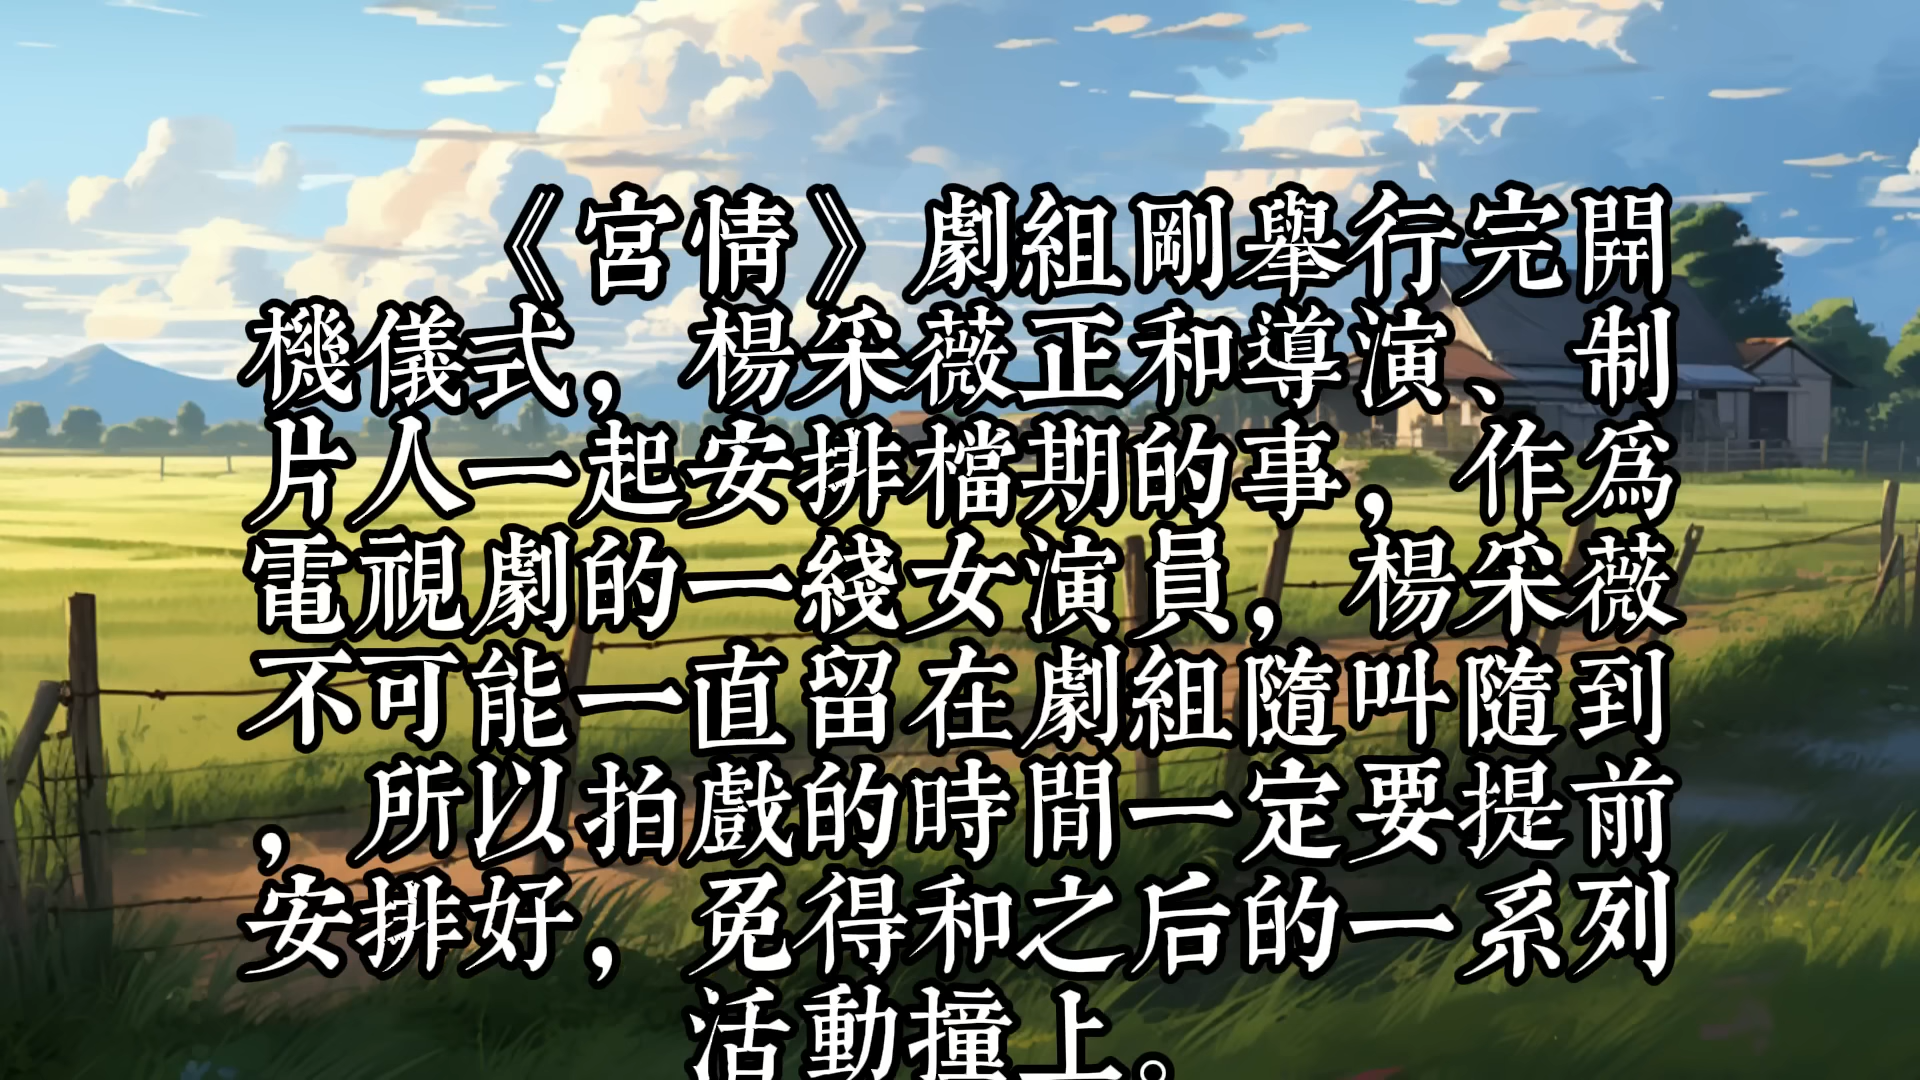 《宮情》劇組剛舉行完開
機儀式，楊采薇正和導演、制
片人一起安排檔期的事，作爲
電視劇的一綫女演員，楊采薇
不可能一直留在劇組隨叫隨到
，所以拍戲的時間一定要提前
安排好，免得和之后的一系列
活動撞上。